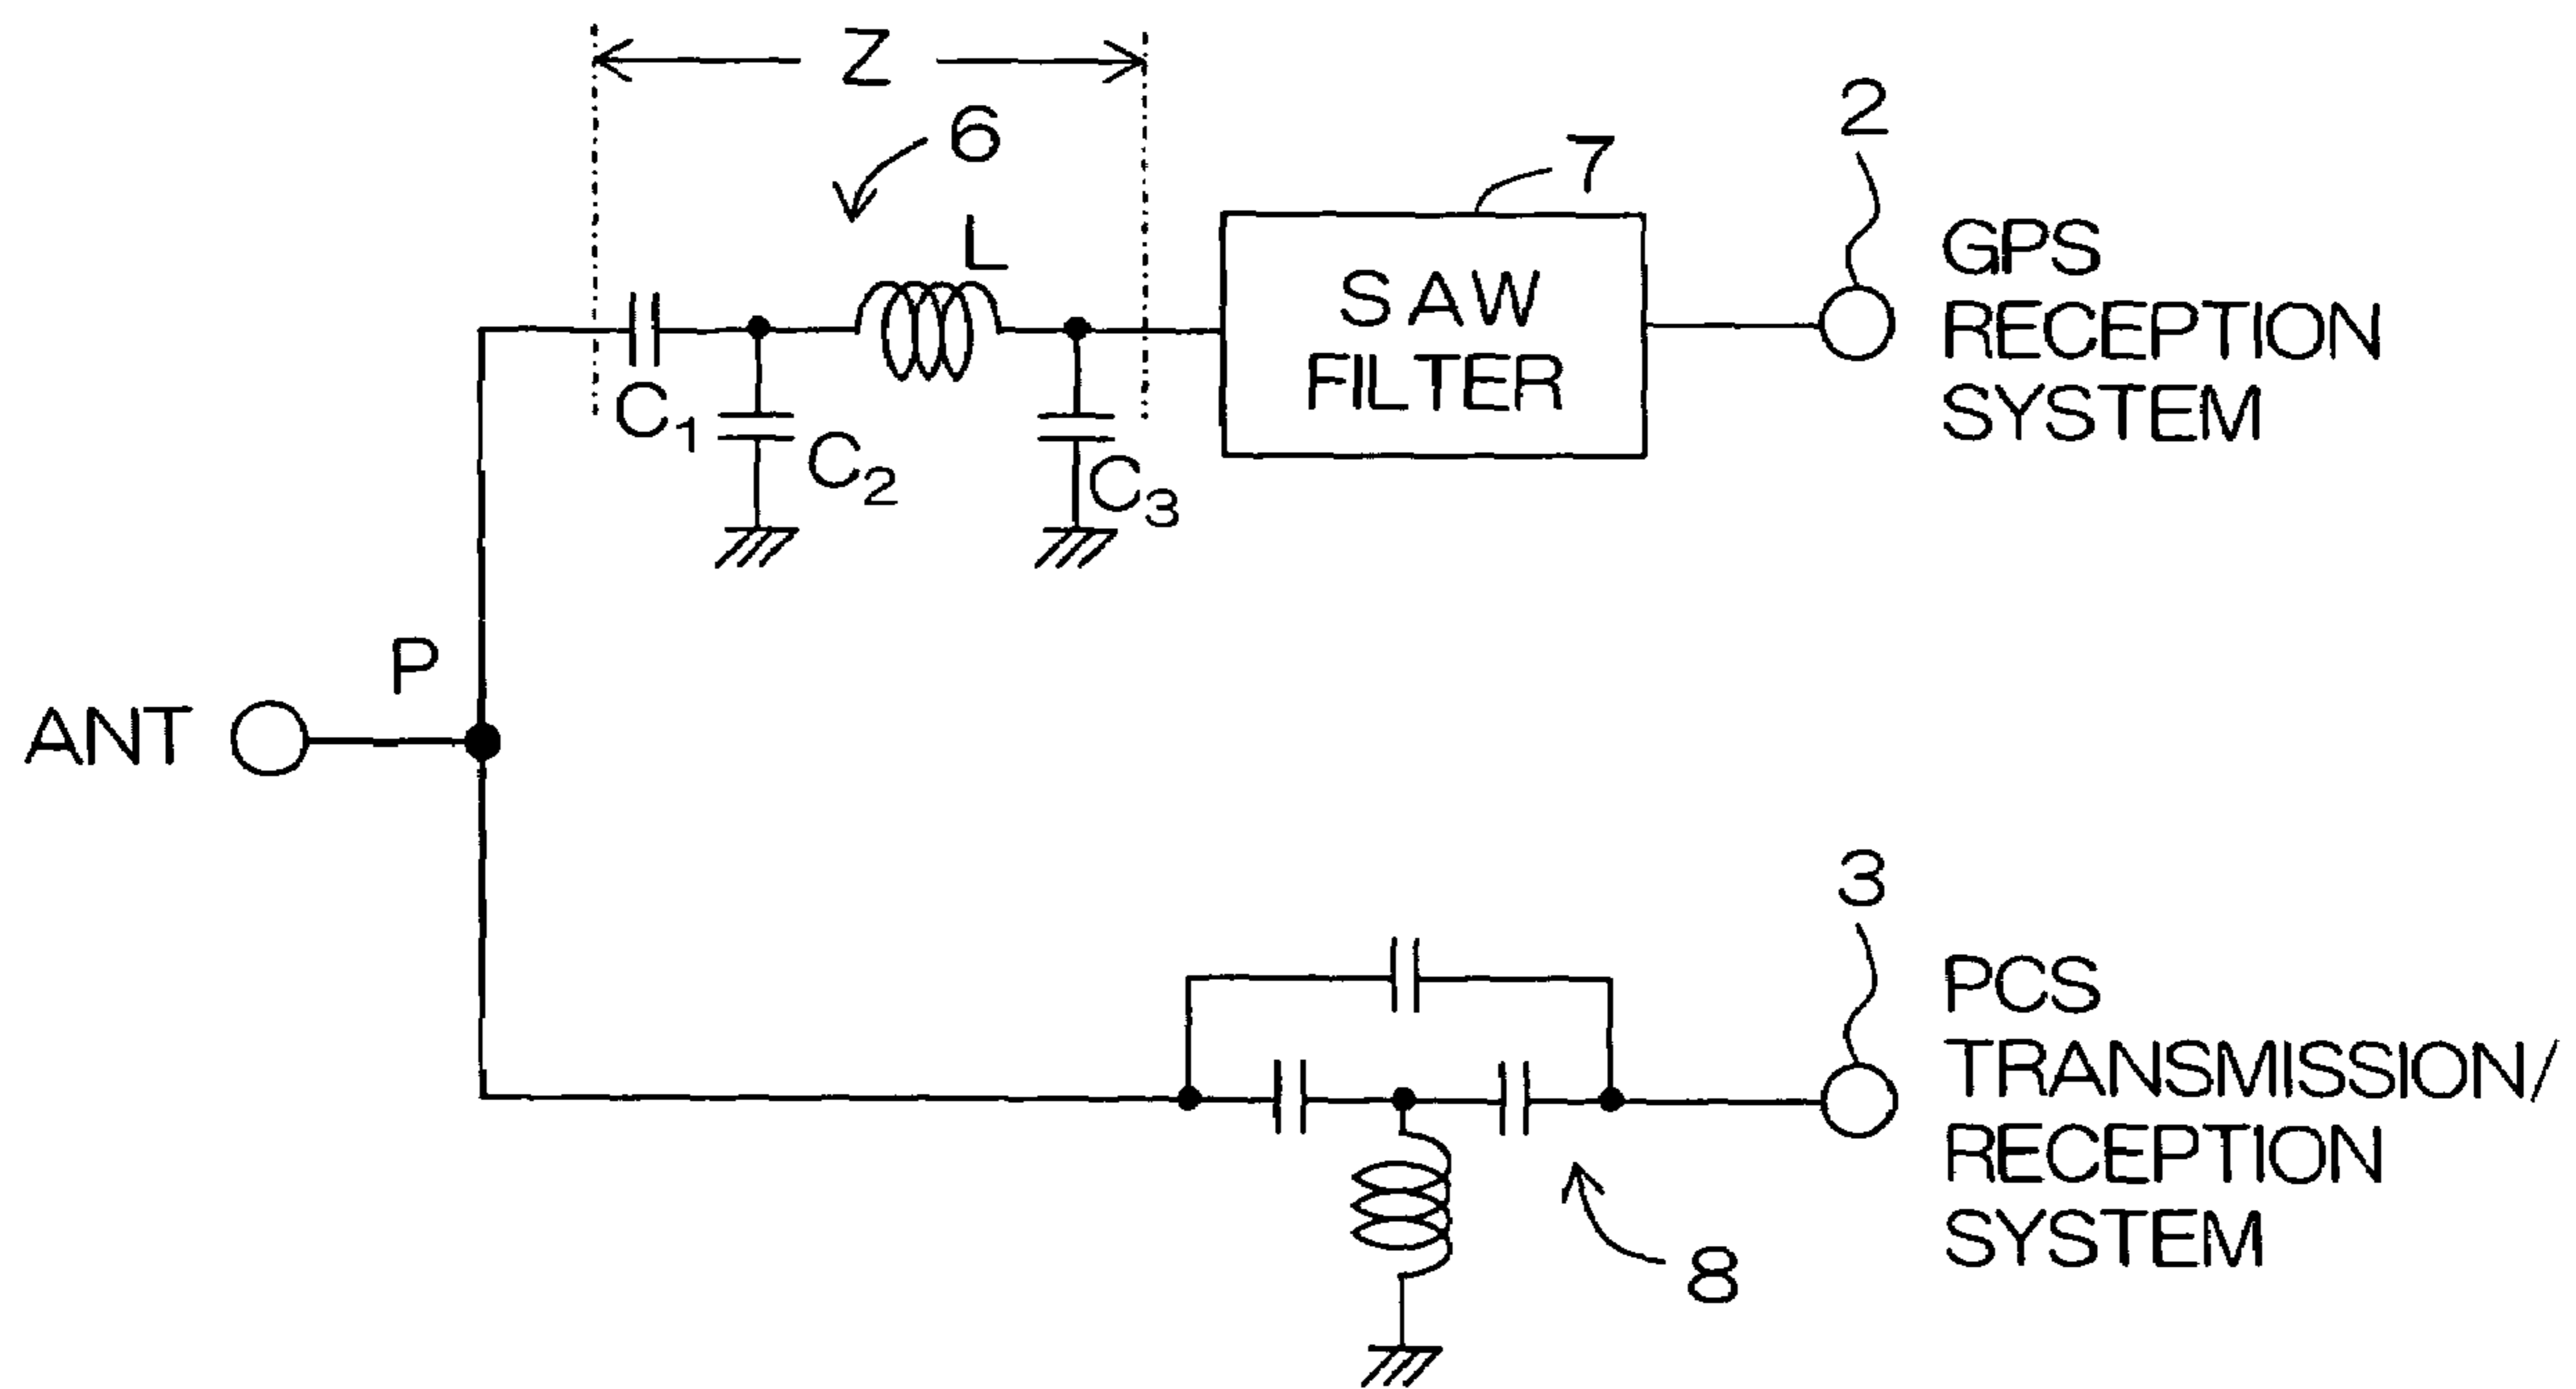 Z
6
L
C1
C2
C3
7
SAW
FILTER
2
GPS
RECEPTION
SYSTEM
P
ANT
3
PCS
TRANSMISSION/
RECEPTION
SYSTEM
8